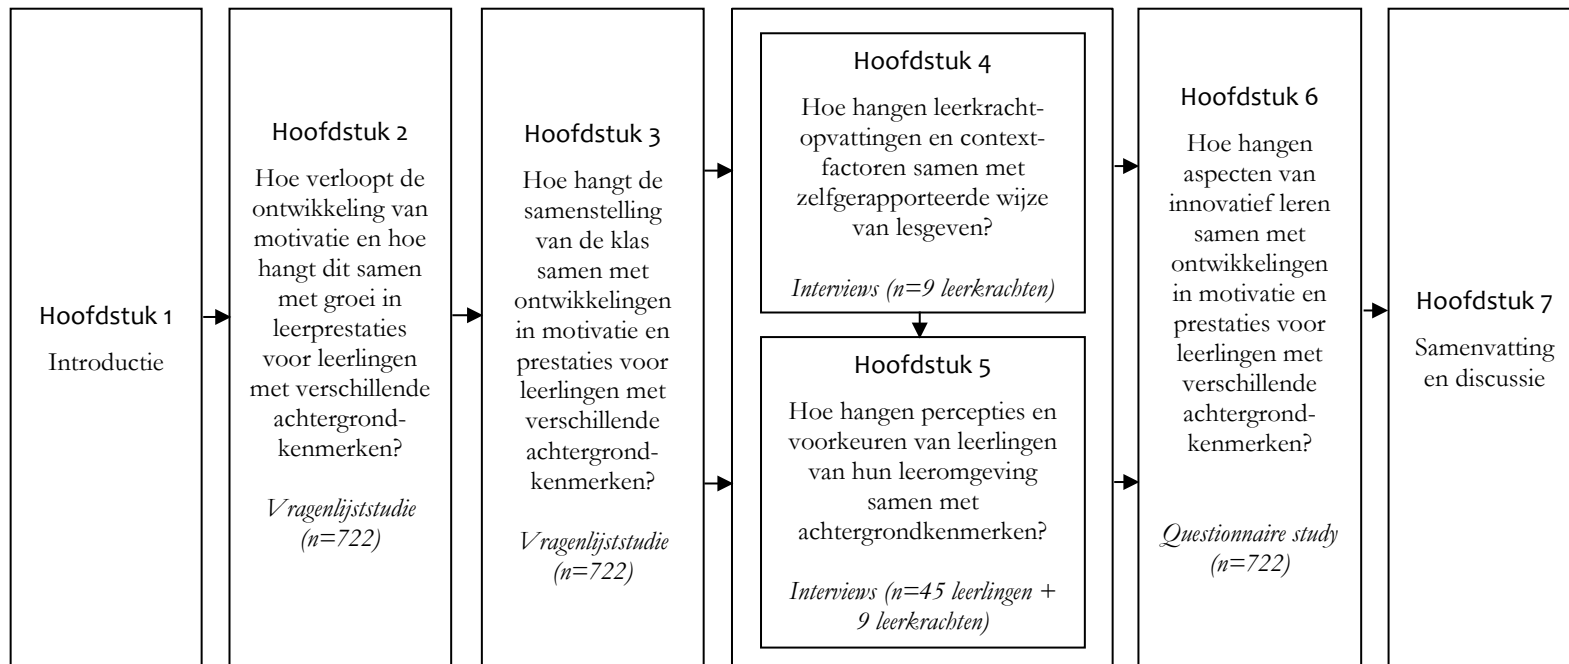 Hoofdstuk 1
Introductie
Hoofdstuk 2
Hoe verloopt de
ontwikkeling van
motivatie en hoe
hangt dit samen
met groei in
leerprestaties
voor leerlingen
met verschillende
achtergrond-
kenmerken?
Vragenlijststudie
(n=722)
Hoofdstuk 3
Hoe hangt de
samenstelling
van de klas
samen met
ontwikkelingen
in motivatie en
prestaties voor
leerlingen met
verschillende
achtergrond-
kenmerken?
Vragenlijststudie
(n=722)
Hoofdstuk 4
Hoe hangen leerkracht-
opvattingen en context-
factoren samen met
zelfgerapporteerde wijze
van lesgeven?
Interviews (n=9 leerkrachten)
Hoofdstuk 5
Hoe hangen percepties en
voorkeuren van leerlingen
van hun leeromgeving
samen met
achtergrondkenmerken?
Interviews (n=45 leerlingen +
9 leerkrachten)
Hoofdstuk 6
Hoe hangen
aspecten van
innovatief leren
samen met
ontwikkelingen
in motivatie en
prestaties voor
leerlingen met
verschillende
achtergrond-
kenmerken?
Questionnaire study
(n=722)
Hoofdstuk 7
Samenvatting
en discussie